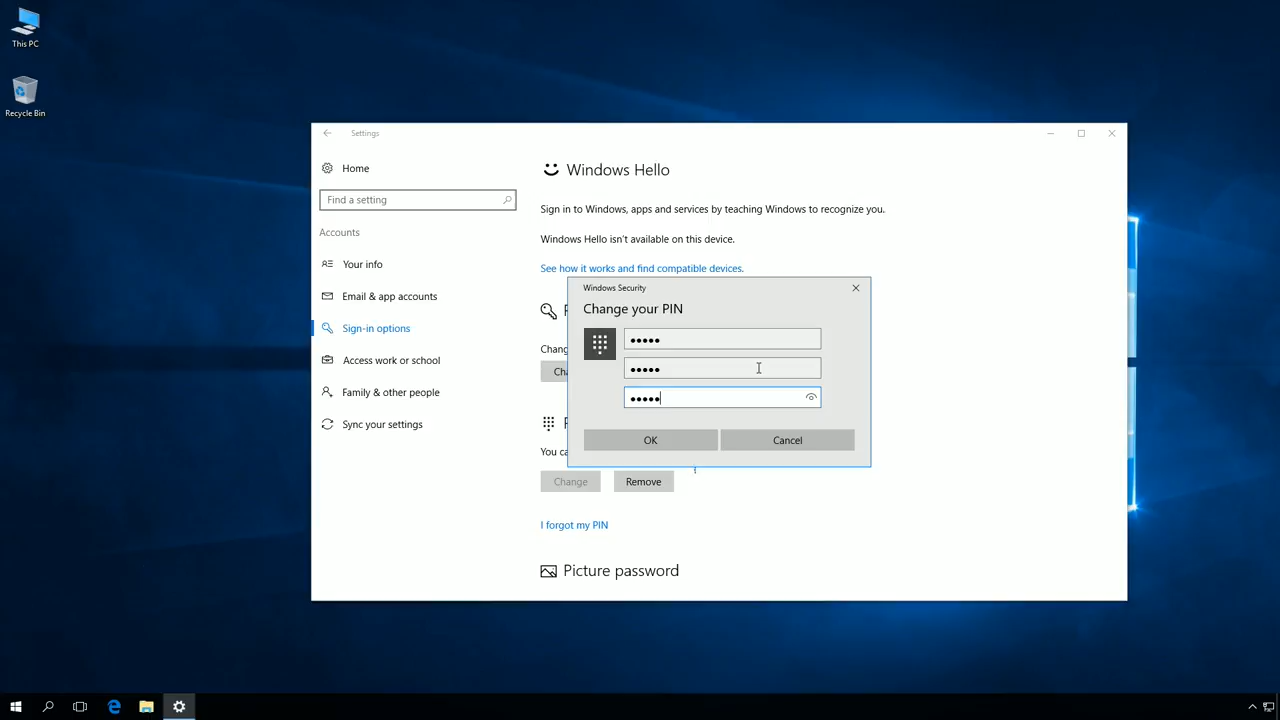 This PC
Recycle Bin
Settings
Home
Find a setting
Accounts
Your info
Email & app accounts
Sign-in options
Access work or school
Family & other people
Sync your settings
Windows Hello
Sign in to Windows, apps and services by teaching Windows to recognize you.
Windows Hello isn't available on this device.
See how it works and find compatible devices.
Windows Security
Change your PIN
●●●●●
●●●●●
●●●●●
OK
Cancel
Change
Remove
I forgot my PIN
Picture password